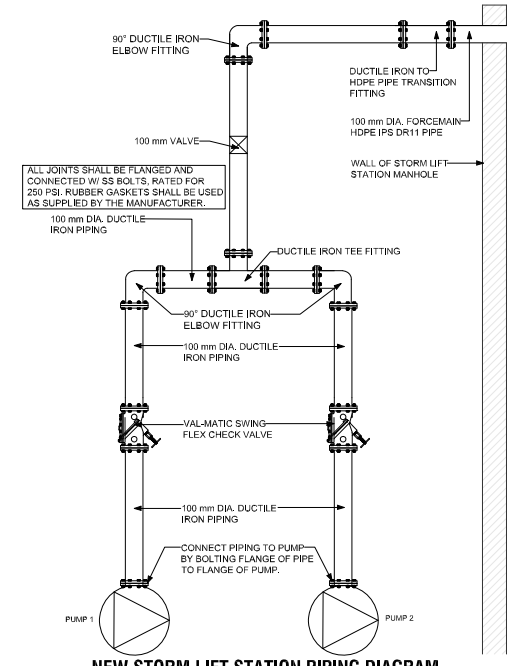 90° DUCTILE IRON
ELBOW FITTING
DUCTILE IRON TO
HDPE PIPE TRANSITION
FITTING
100 mm DIA. FORCEMAIN
HDPE IPS DR11 PIPE
100 mm VALVE
WALL OF STORM LIFT
STATION MANHOLE
ALL JOINTS SHALL BE FLANGED AND
CONNECTED W/ SS BOLTS, RATED FOR
250 PSI. RUBBER GASKETS SHALL BE USED
AS SUPPLIED BY THE MANUFACTURER.
100 mm DIA. DUCTILE
IRON PIPING
DUCTILE IRON TEE FITTING
90° DUCTILE IRON
ELBOW FITTING
100 mm DIA. DUCTILE
IRON PIPING
VAL-MATIC SWING
FLEX CHECK VALVE
100 mm DIA. DUCTILE
IRON PIPING
CONNECT PIPING TO PUMP
BY BOLTING FLANGE OF PIPE
TO FLANGE OF PUMP.
PUMP 1
PUMP 2
NEW STORM LIFT STATION PIPING DIAGRAM